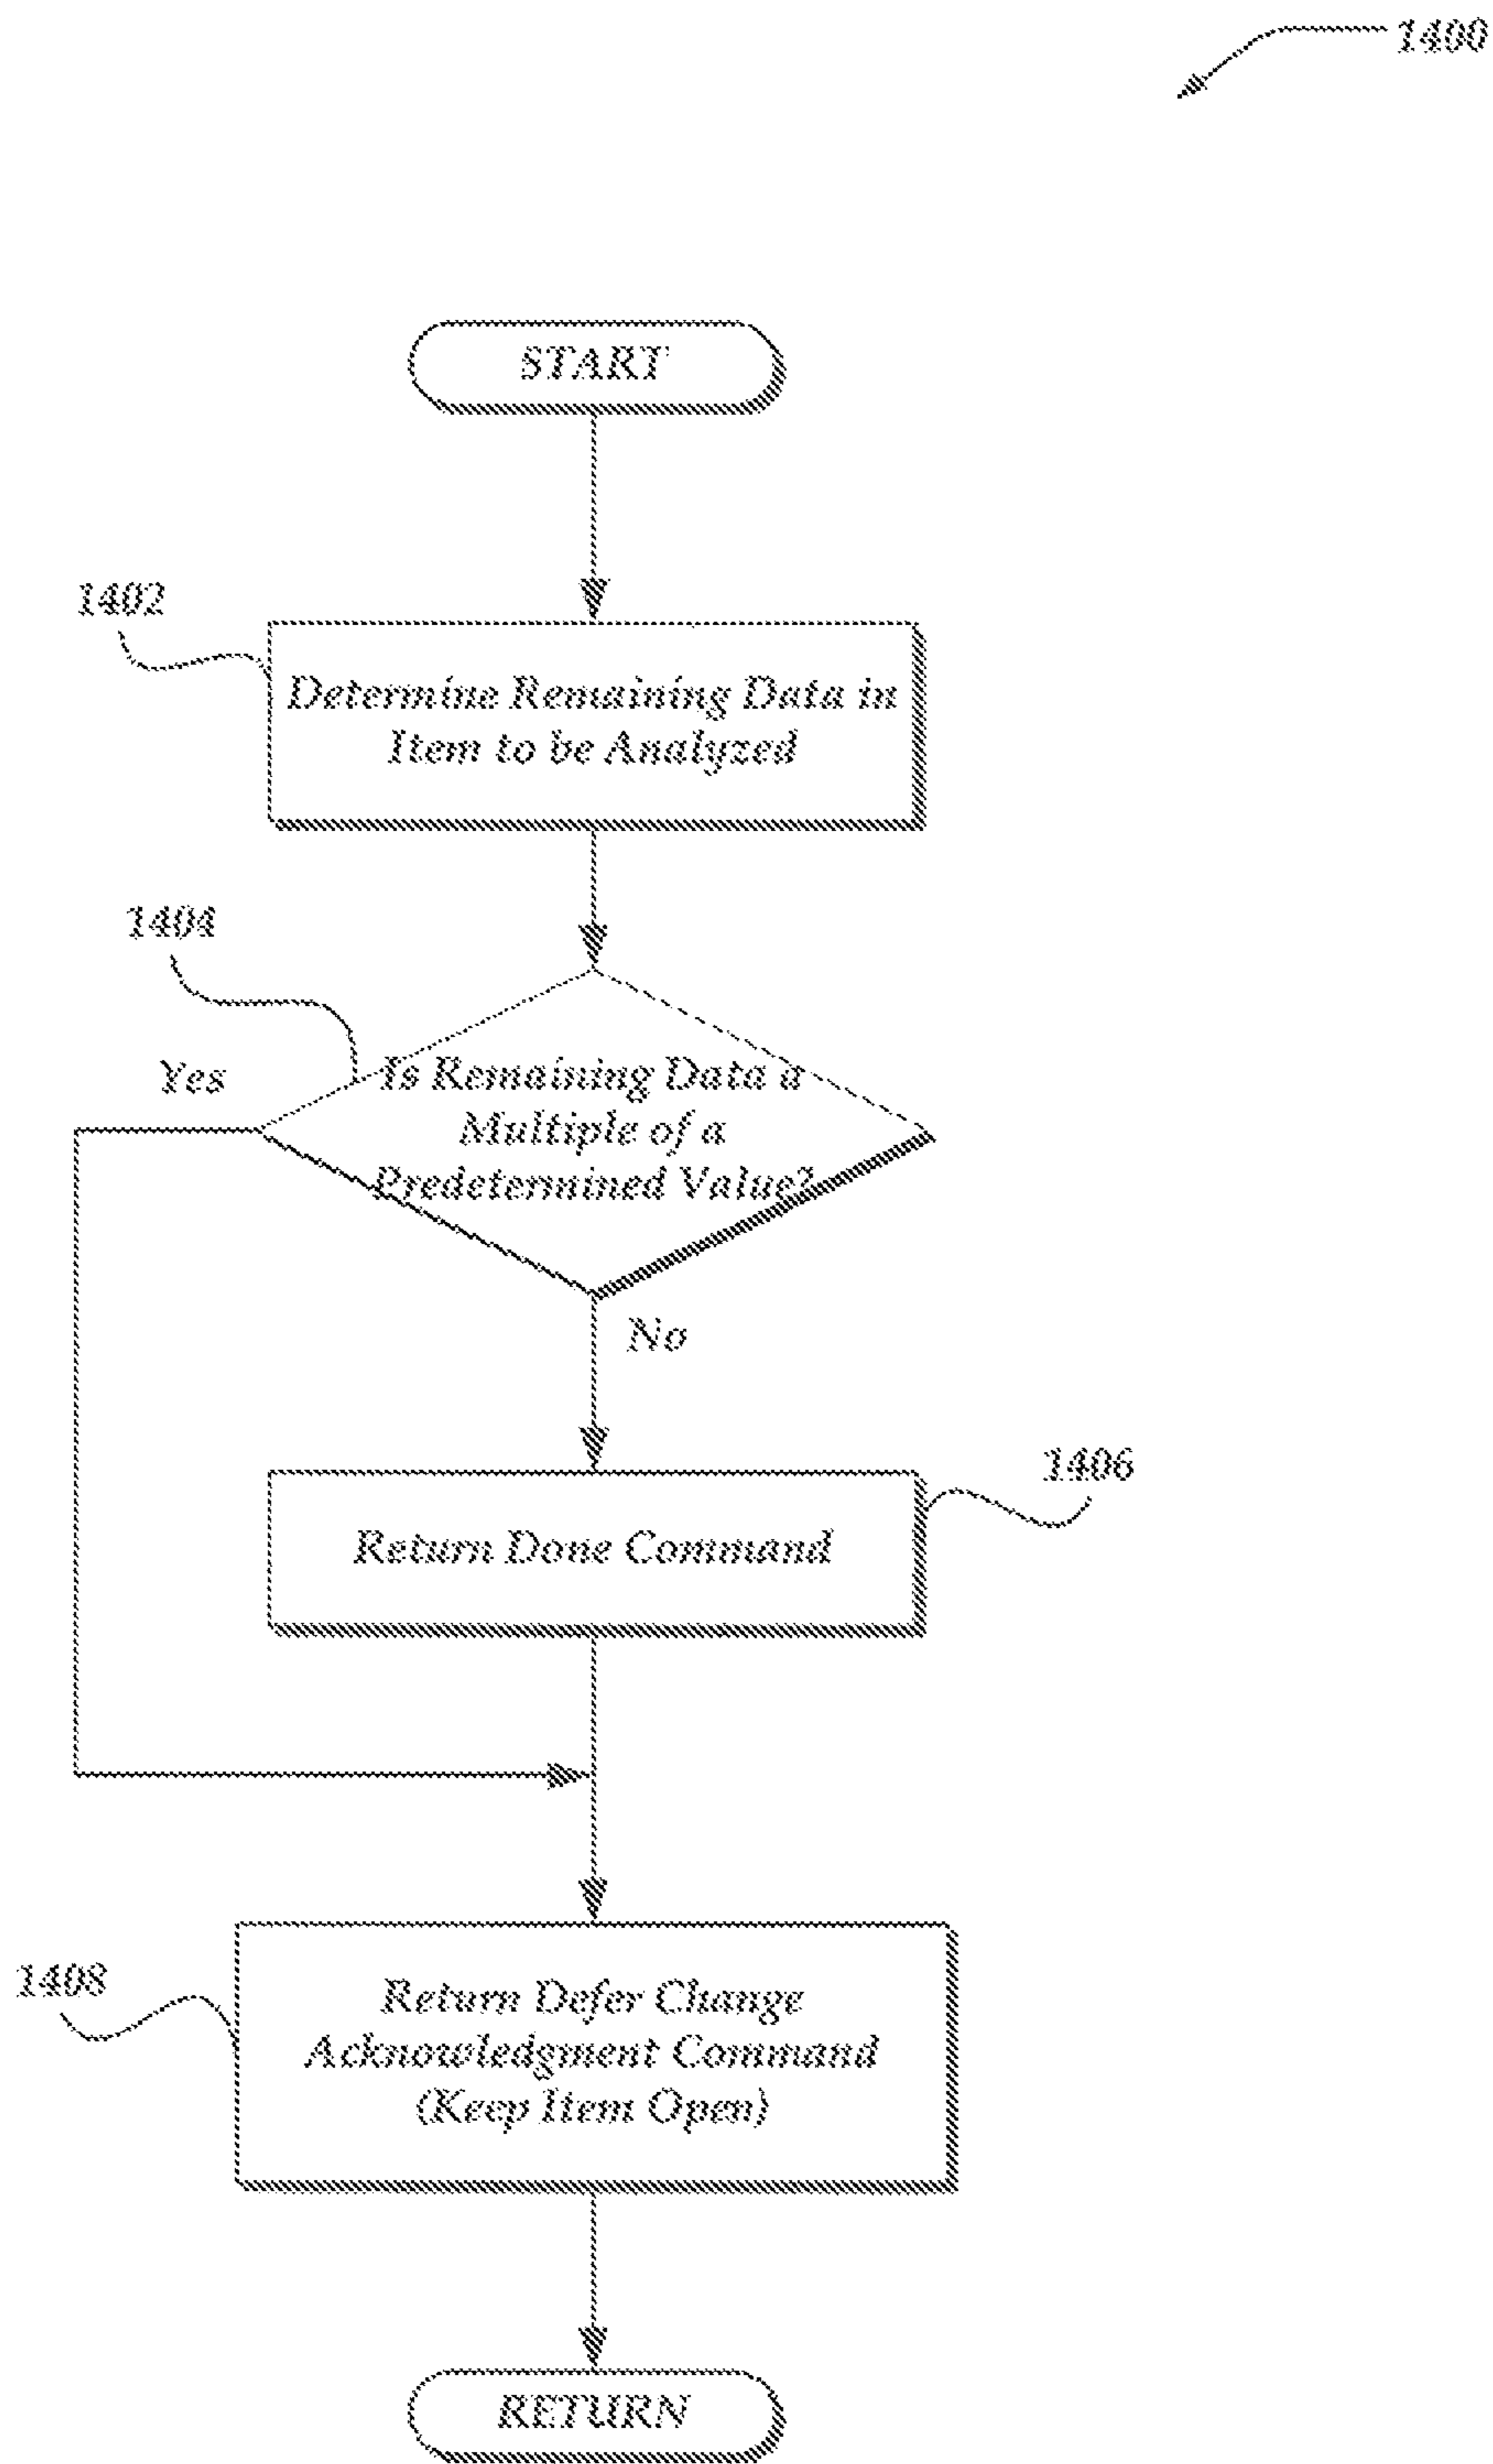 1400
START
1402
Determine Remaining Data in
Item to be Analyzed
1404
Yes
Is Remaining Data a
Multiple of a
Predetermined Value?
No
1406
Return Done Command
1408
Return Defer Change
Acknowledgment Command
(Keep Item Open)
RETURN